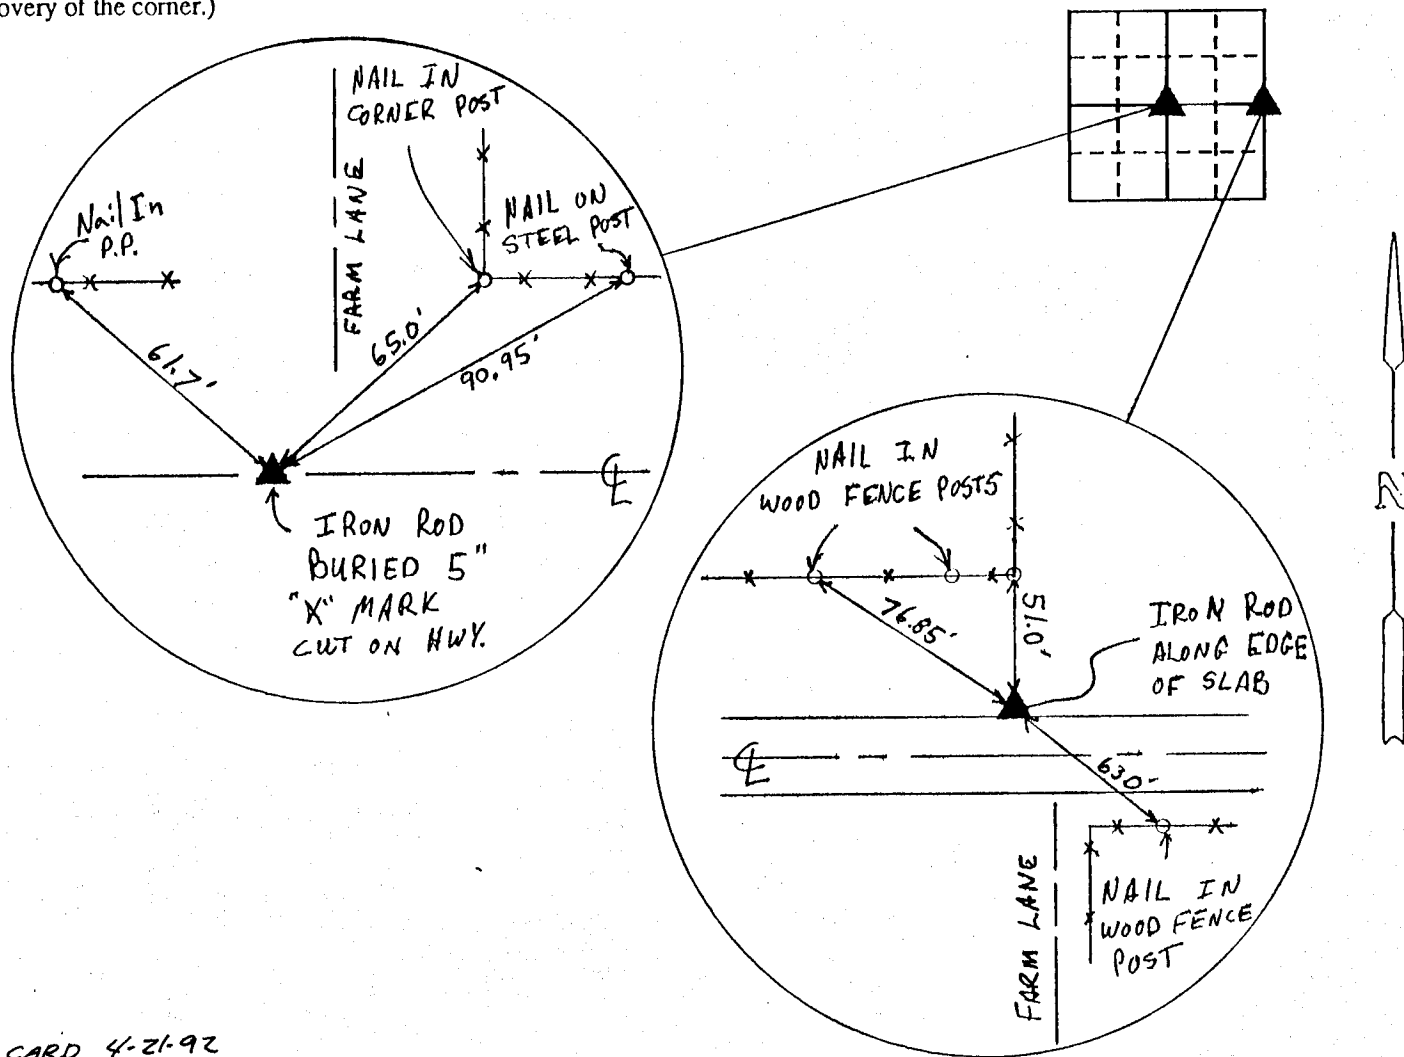 overy of the corner.)
NAIL IN
CORNER POST
FARM LANE
Nail In
P.P.
NAIL ON
STEEL POST
61.7'
65.0'
90.95'
℄
IRON ROD
BURIED 5"
"X" MARK
CUT ON HWY.
N
NAIL IN
WOOD FENCE POSTS
76.85'
51.0'
IRON ROD
ALONG EDGE
OF SLAB
℄
63.0'
FARM LANE
NAIL IN
WOOD FENCE
POST
CARD 4-21-92